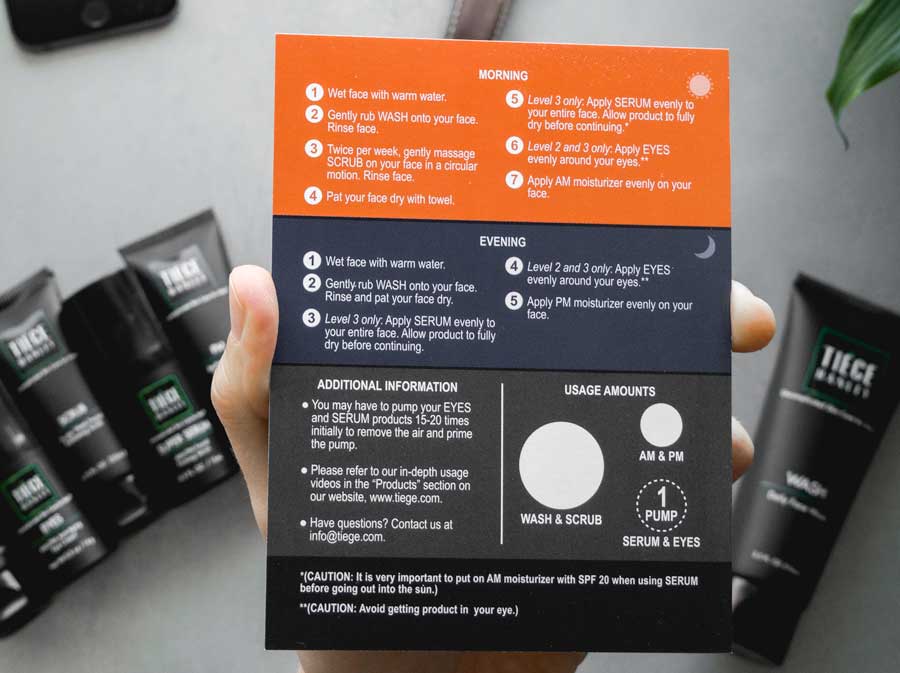 MORNING
1 Wet face with warm water.
2 Gently rub WASH onto your face.
Rinse face.
3 Twice per week, gently massage
SCRUB on your face in a circular
motion. Rinse face.
4 Pat your face dry with towel.
5 Level 3 only: Apply SERUM evenly to
your entire face. Allow product to fully
dry before continuing.*
6 Level 2 and 3 only: Apply EYES
evenly around your eyes.**
7 Apply AM moisturizer evenly on your
face.
EVENING
1 Wet face with warm water.
2 Gently rub WASH onto your face.
Rinse and pat your face dry.
3 Level 3 only: Apply SERUM evenly to
your entire face. Allow product to fully
dry before continuing.
4 Level 2 and 3 only: Apply EYES
evenly around your eyes.**
5 Apply PM moisturizer evenly on your
face.
ADDITIONAL INFORMATION
• You may have to pump your EYES
and SERUM products 15-20 times
initially to remove the air and prime
the pump.
• Please refer to our in-depth usage
videos in the “Products” section on
our website, www.tiege.com.
• Have questions? Contact us at
info@tiege.com.
USAGE AMOUNTS
WASH & SCRUB
AM & PM
1
PUMP
SERUM & EYES
*(CAUTION: It is very important to put on AM moisturizer with SPF 20 when using SERUM
before going out into the sun.)
**(CAUTION: Avoid getting product in your eye.)
TIEGE
HANLEY
SCRUB
TIEGE
HANLEY
EYES
TIEGE
HANLEY
TIEGE
HANLEY
TIEGE
HANLEY
WASH